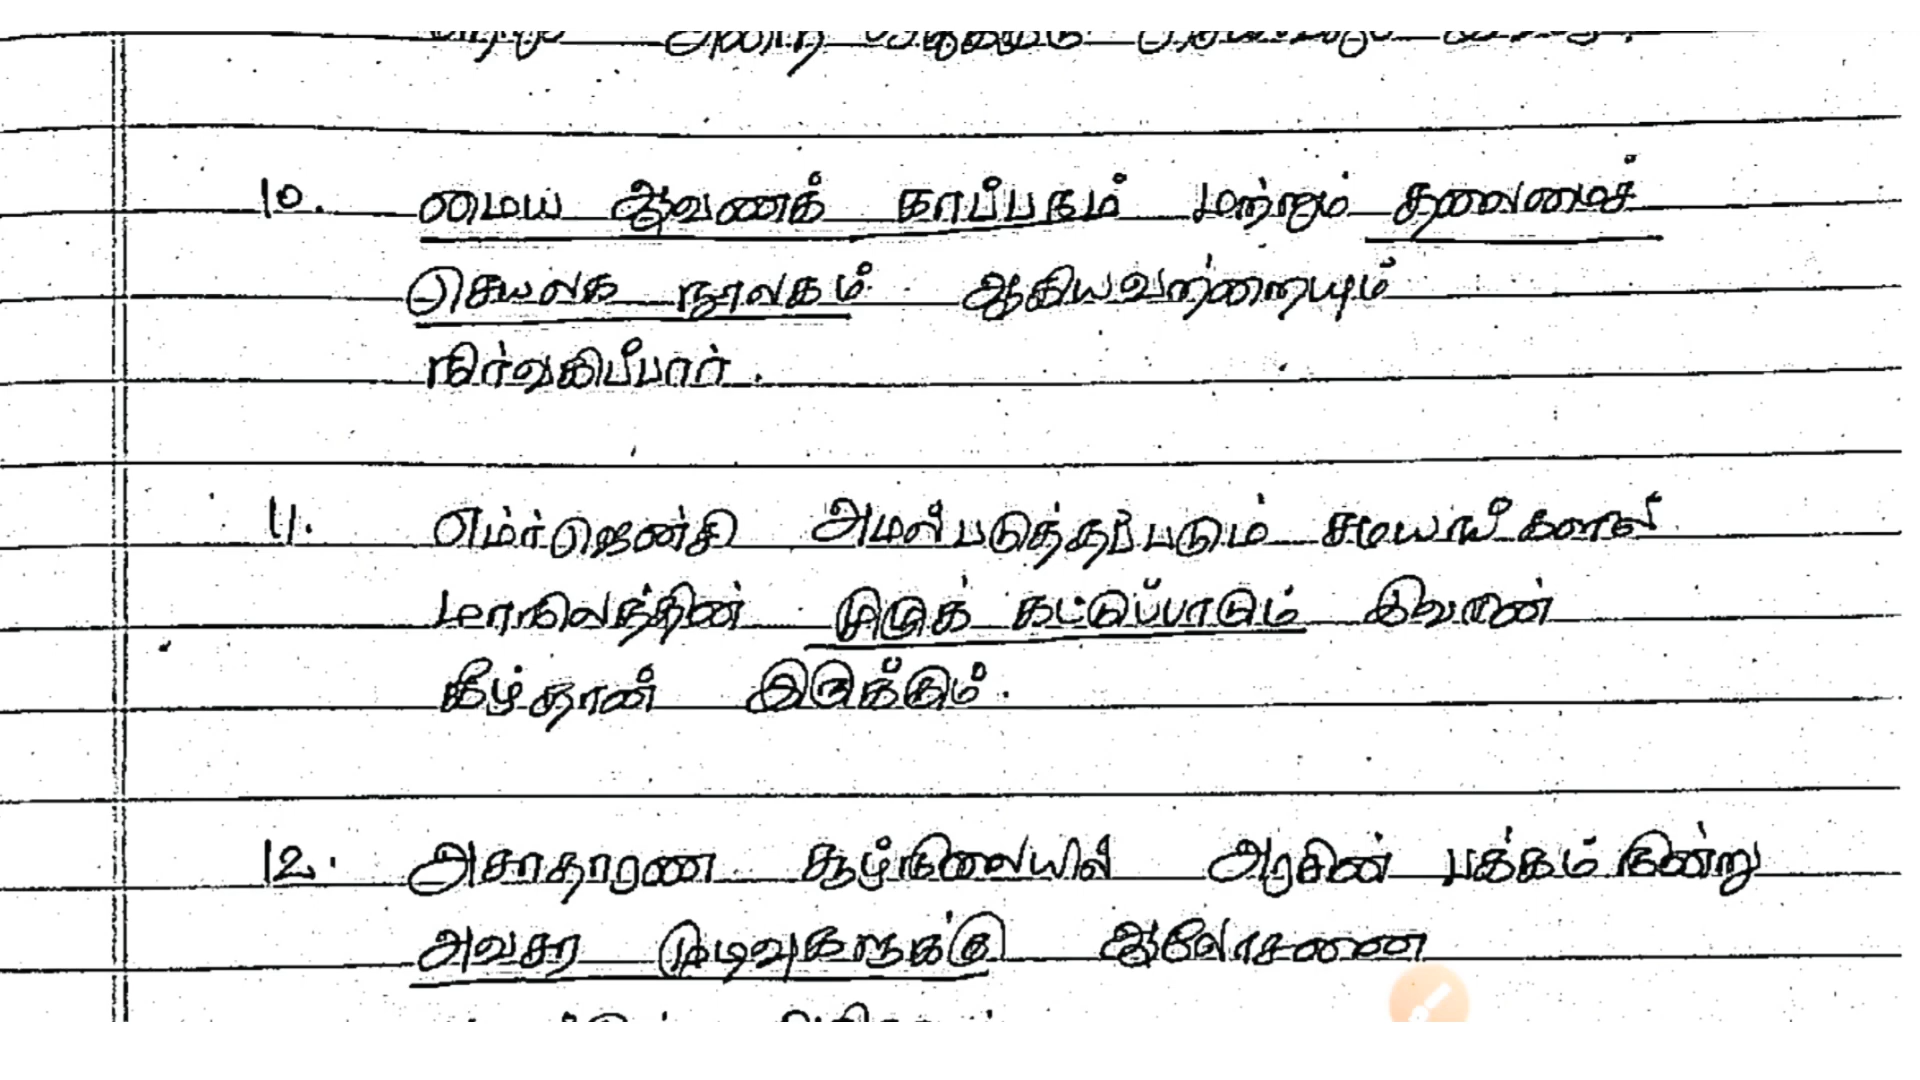 10. மைய ஆவணக் காப்பகம் மற்றும் தலைமைச்
செயலக நூலகம் ஆகியவற்றையும்
நிர்வகிப்பார்.
11. எமர்ஜென்சி அமல்படுத்தப்படும் சமயங்களில்
மாநிலத்தின் முழுக் கட்டுப்பாடும் இவரின்
கீழ்தான் இருக்கும்.
12. அசாதாரண சூழ்நிலையில் அரசின் பக்கம் நின்று
அவசர முடிவுகளுக்கு ஆலோசனை